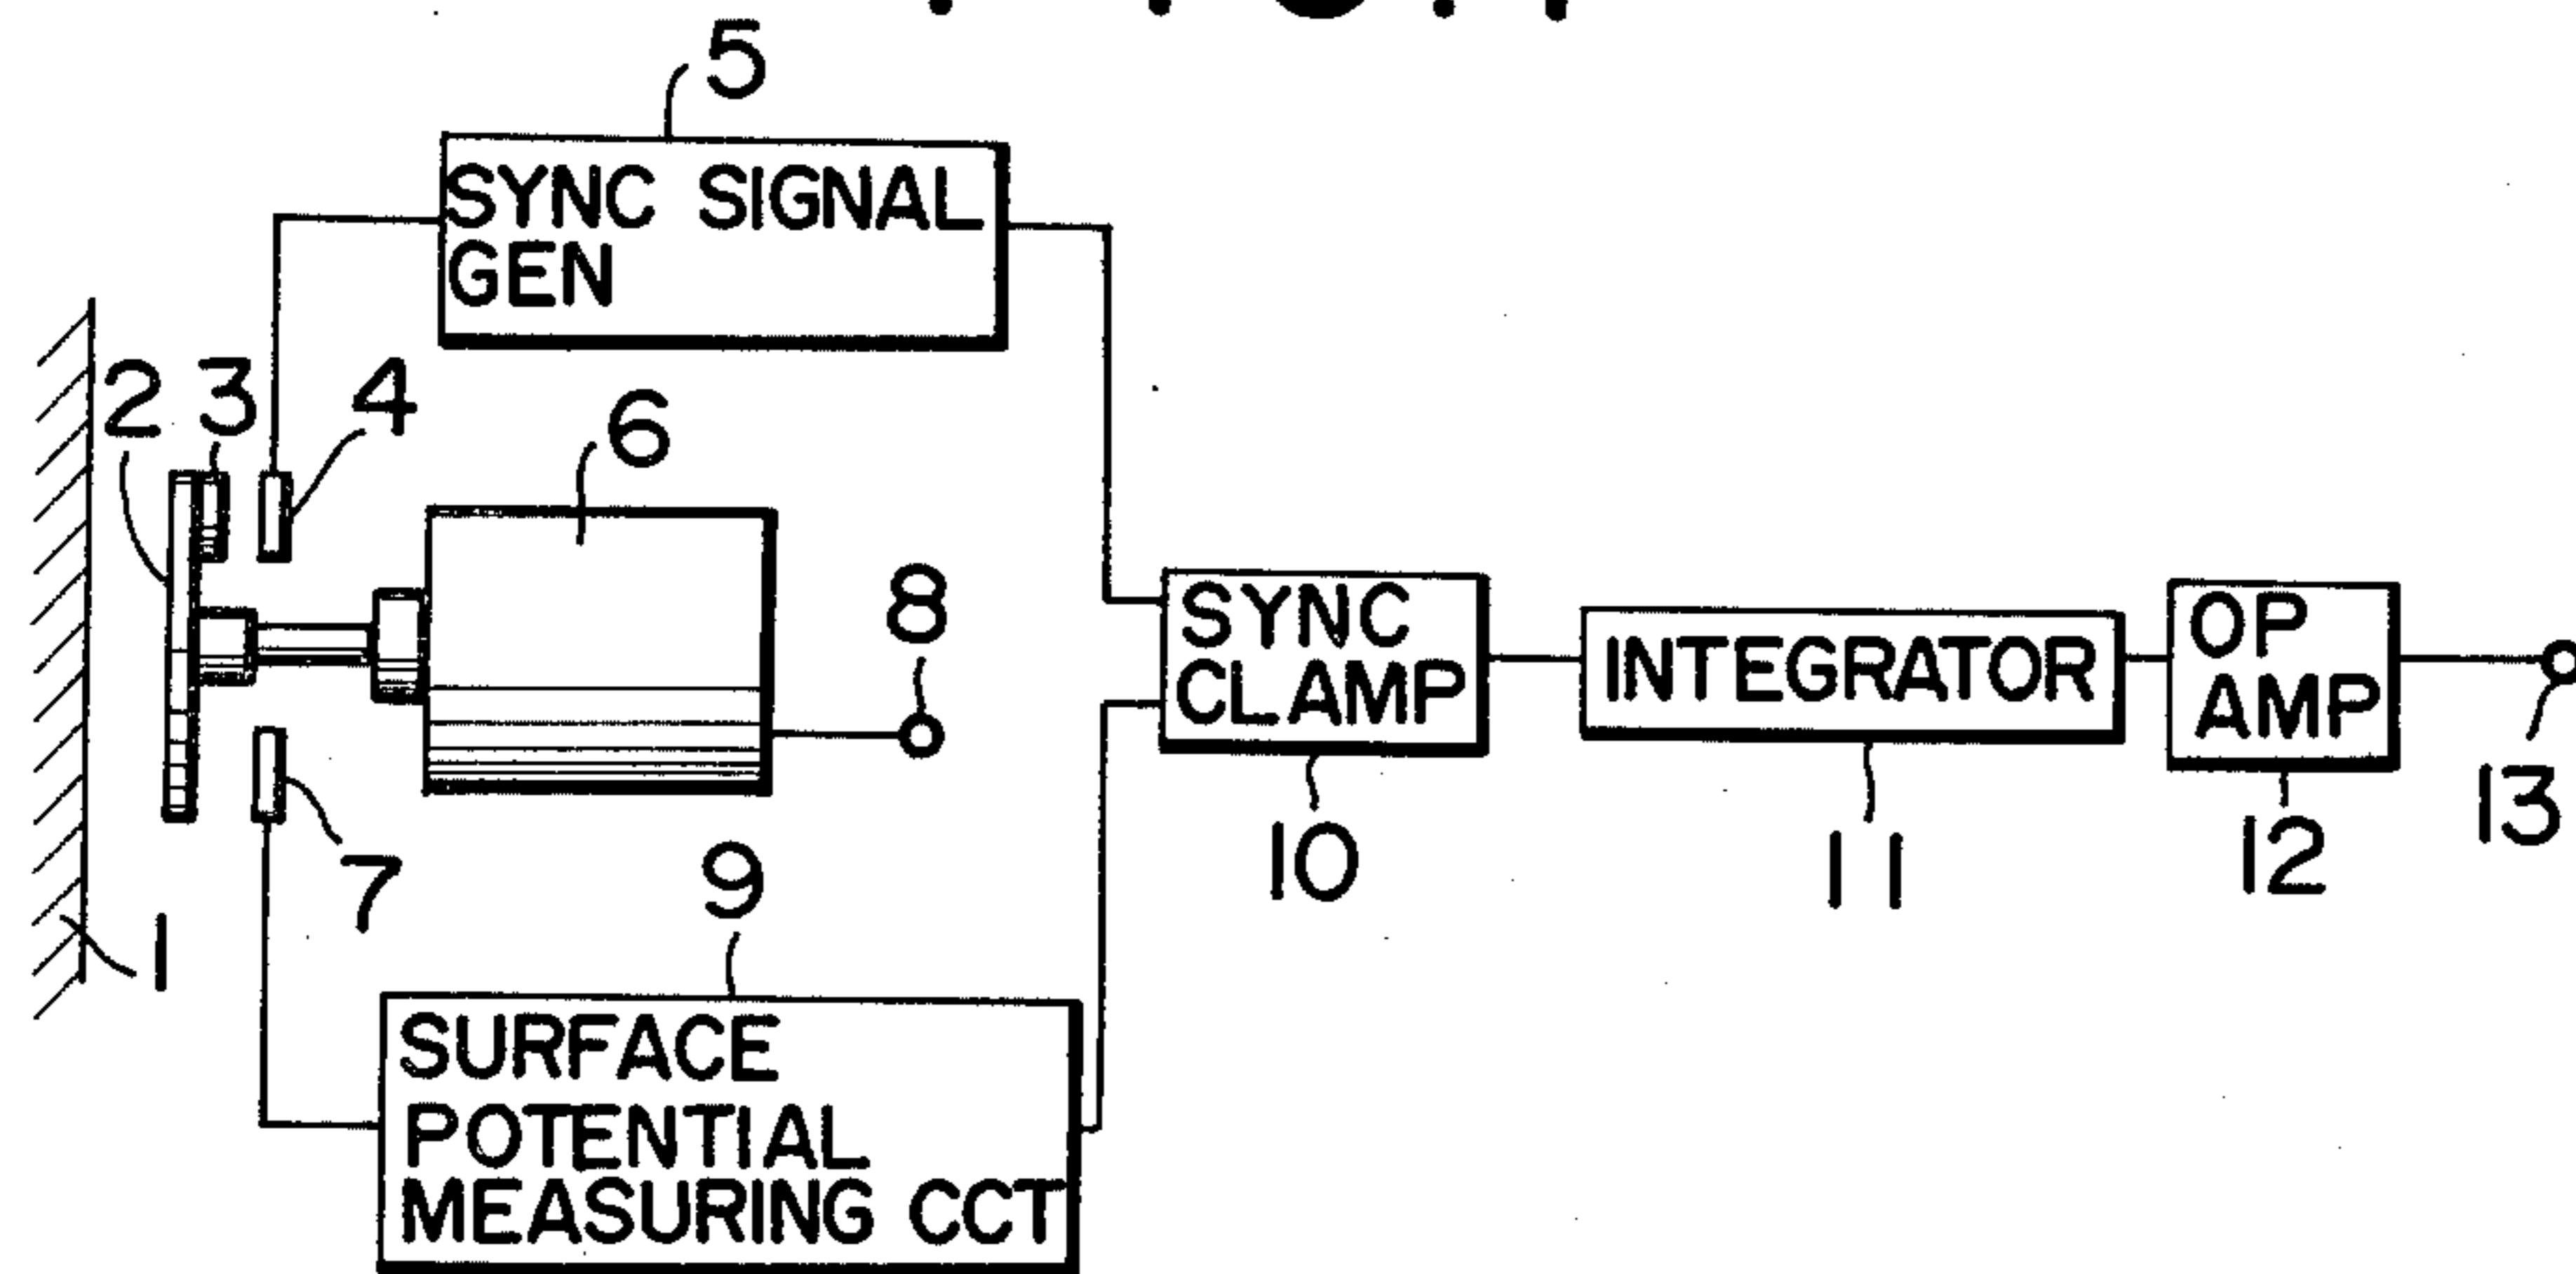 5
SYNC SIGNAL
GEN
2
3
4
6
8
SYNC
CLAMP
INTEGRATOR
OP
AMP
7
9
10
11
12
13
1
SURFACE
POTENTIAL
MEASURING CCT